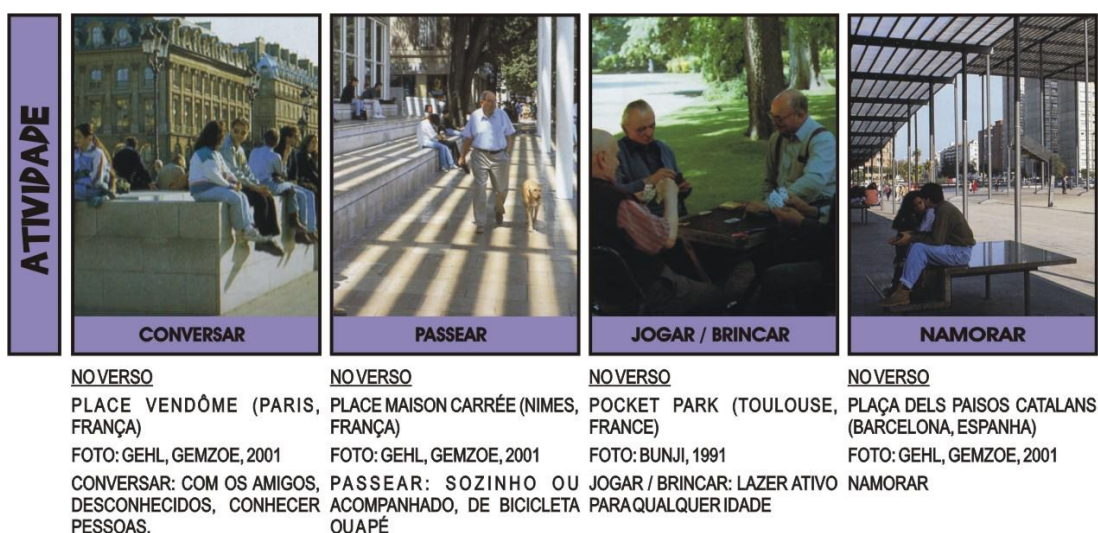 ATIVIDADE
CONVERSAR
PASSEAR
JOGAR / BRINCAR
NAMORAR
NO VERSO
PLACE VENDÔME (PARIS,
FRANÇA)
FOTO: GEHL, GEMZOE, 2001
CONVERSAR: COM OS AMIGOS,
DESCONHECIDOS, CONHECER
PESSOAS.
NO VERSO
PLACE MAISON CARRÉE (NIMES,
FRANÇA)
FOTO: GEHL, GEMZOE, 2001
PASSEAR: SOZINHO OU
ACOMPANHADO, DE BICICLETA
OU A PÉ
NO VERSO
POCKET PARK (TOULOUSE,
FRANCE)
FOTO: BUNJI, 1991
JOGAR / BRINCAR: LAZER ATIVO
PARA QUALQUER IDADE
NO VERSO
PLAÇA DELS PAISOS CATALANS
(BARCELONA, ESPANHA)
FOTO: GEHL, GEMZOE, 2001
NAMORAR